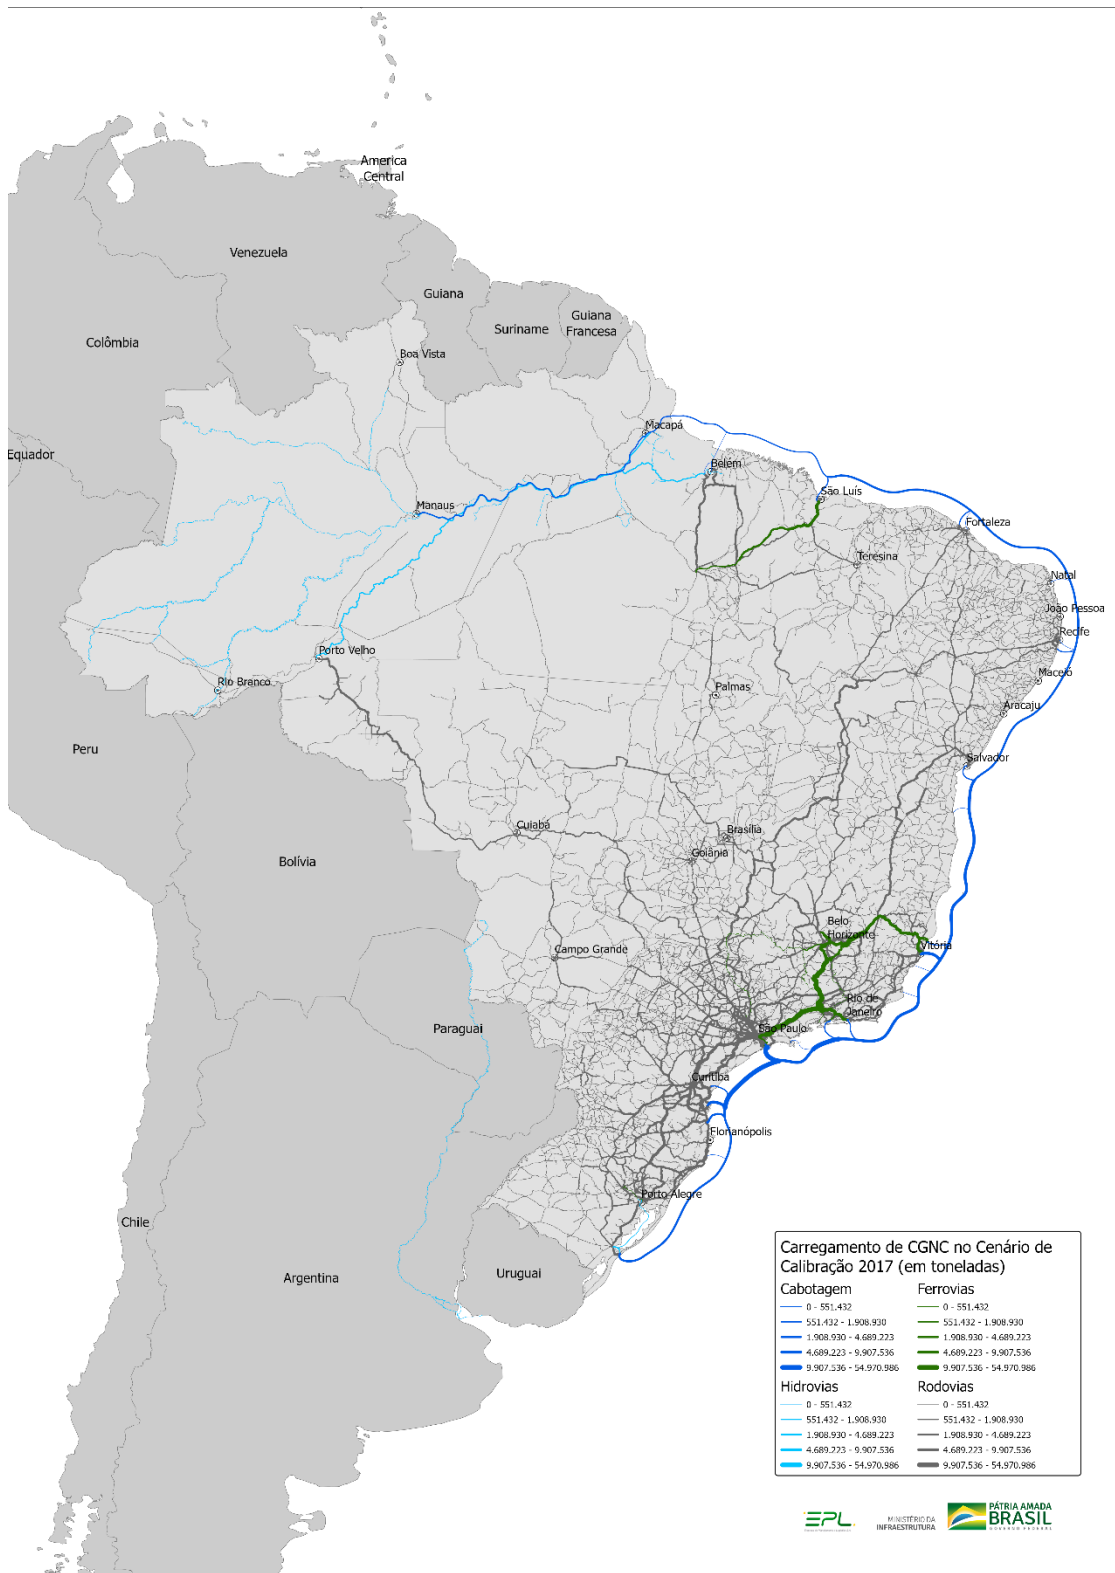 America
Central
Venezuela
Guiana
Suriname
Guiana
Francesa
Colômbia
Boa Vista
Equador
Macapá
Belém
Manaus
São Luís
Fortaleza
Teresina
Natal
João Pessoa
Recife
Porto Velho
Rio Branco
Palmas
Maceió
Aracaju
Peru
Salvador
Cuiabá
Brasília
Goiânia
Bolívia
Belo
Horizonte
Vitória
Campo Grande
Rio de
Janeiro
Paraguai
São Paulo
Curitiba
Florianópolis
Porto Alegre
Chile
Argentina
Uruguai
Carregamento de CGNC no Cenário de
Calibração 2017 (em toneladas)
Cabotagem
0 - 551.432
551.432 - 1.908.930
1.908.930 - 4.689.223
4.689.223 - 9.907.536
9.907.536 - 54.970.986
Ferrovias
0 - 551.432
551.432 - 1.908.930
1.908.930 - 4.689.223
4.689.223 - 9.907.536
9.907.536 - 54.970.986
Hidrovias
0 - 551.432
551.432 - 1.908.930
1.908.930 - 4.689.223
4.689.223 - 9.907.536
9.907.536 - 54.970.986
Rodovias
0 - 551.432
551.432 - 1.908.930
1.908.930 - 4.689.223
4.689.223 - 9.907.536
9.907.536 - 54.970.986
EPL
MINISTÉRIO DA
INFRAESTRUTURA
PÁTRIA AMADA
BRASIL
GOVERNO FEDERAL